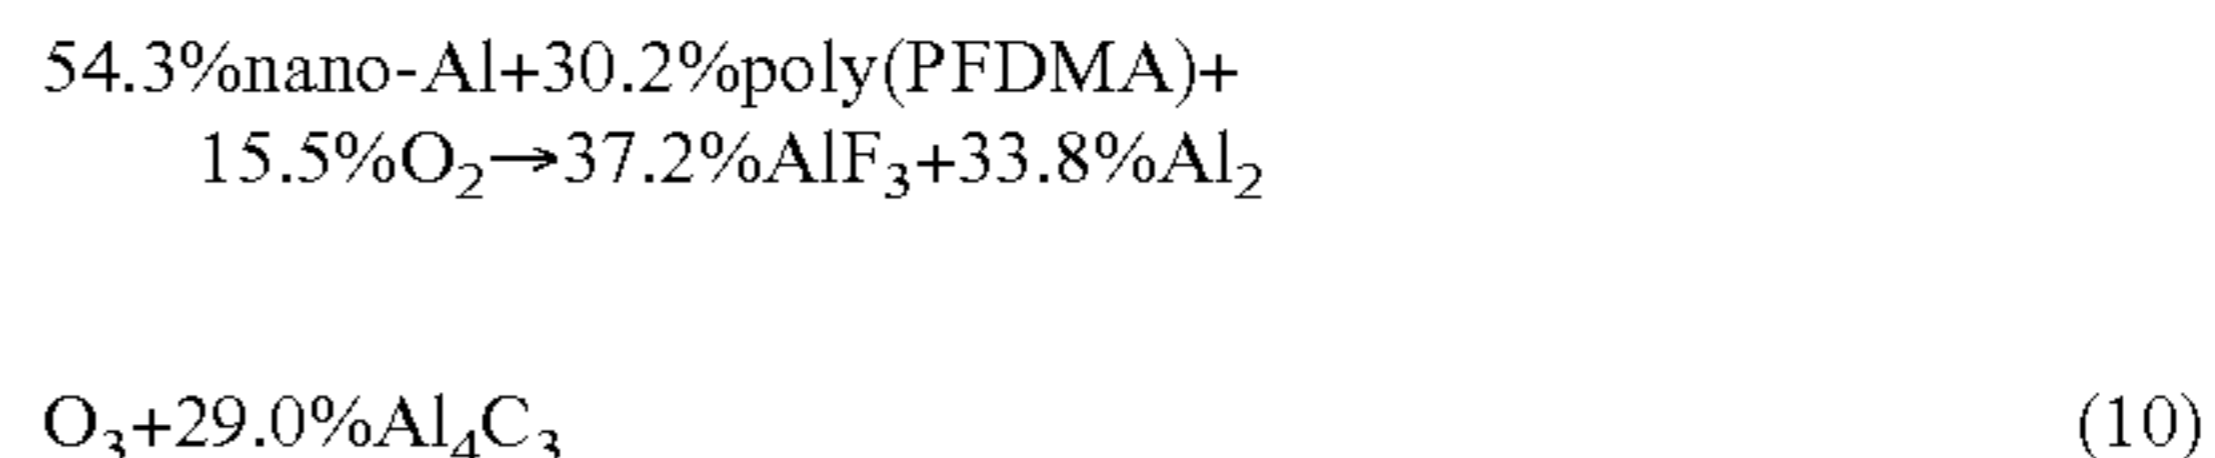 54.3%nano-Al+30.2%poly(PFDMA)+
15.5%O₂→37.2%AlF₃+33.8%Al₂
O₃+29.0%Al₄C₃ (10)